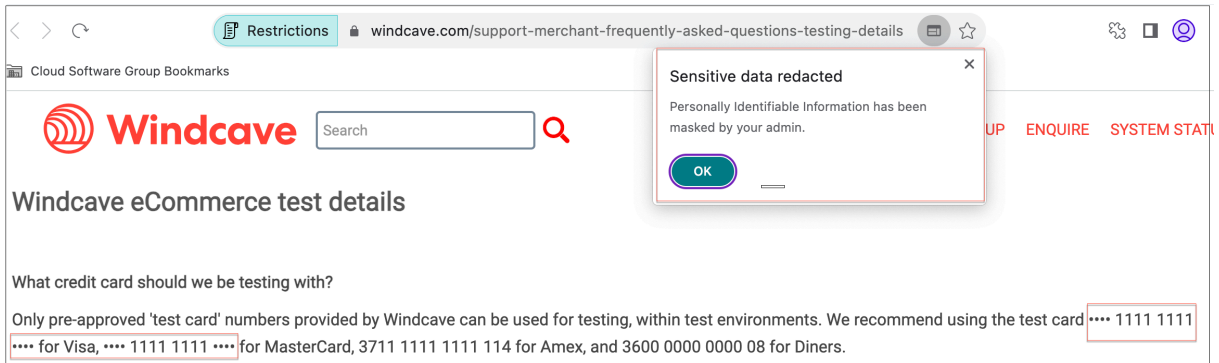 Restrictions windcave.com/support-merchant-frequently-asked-questions-testing-details
Cloud Software Group Bookmarks
Sensitive data redacted
Personally Identifiable Information has been
masked by your admin.
OK
Windcave Search UP ENQUIRE SYSTEM STATU
Windcave eCommerce test details
What credit card should we be testing with?
Only pre-approved 'test card' numbers provided by Windcave can be used for testing, within test environments. We recommend using the test card •••• 1111 1111
•••• for Visa, •••• 1111 1111 •••• for MasterCard, 3711 1111 1111 114 for Amex, and 3600 0000 0000 08 for Diners.